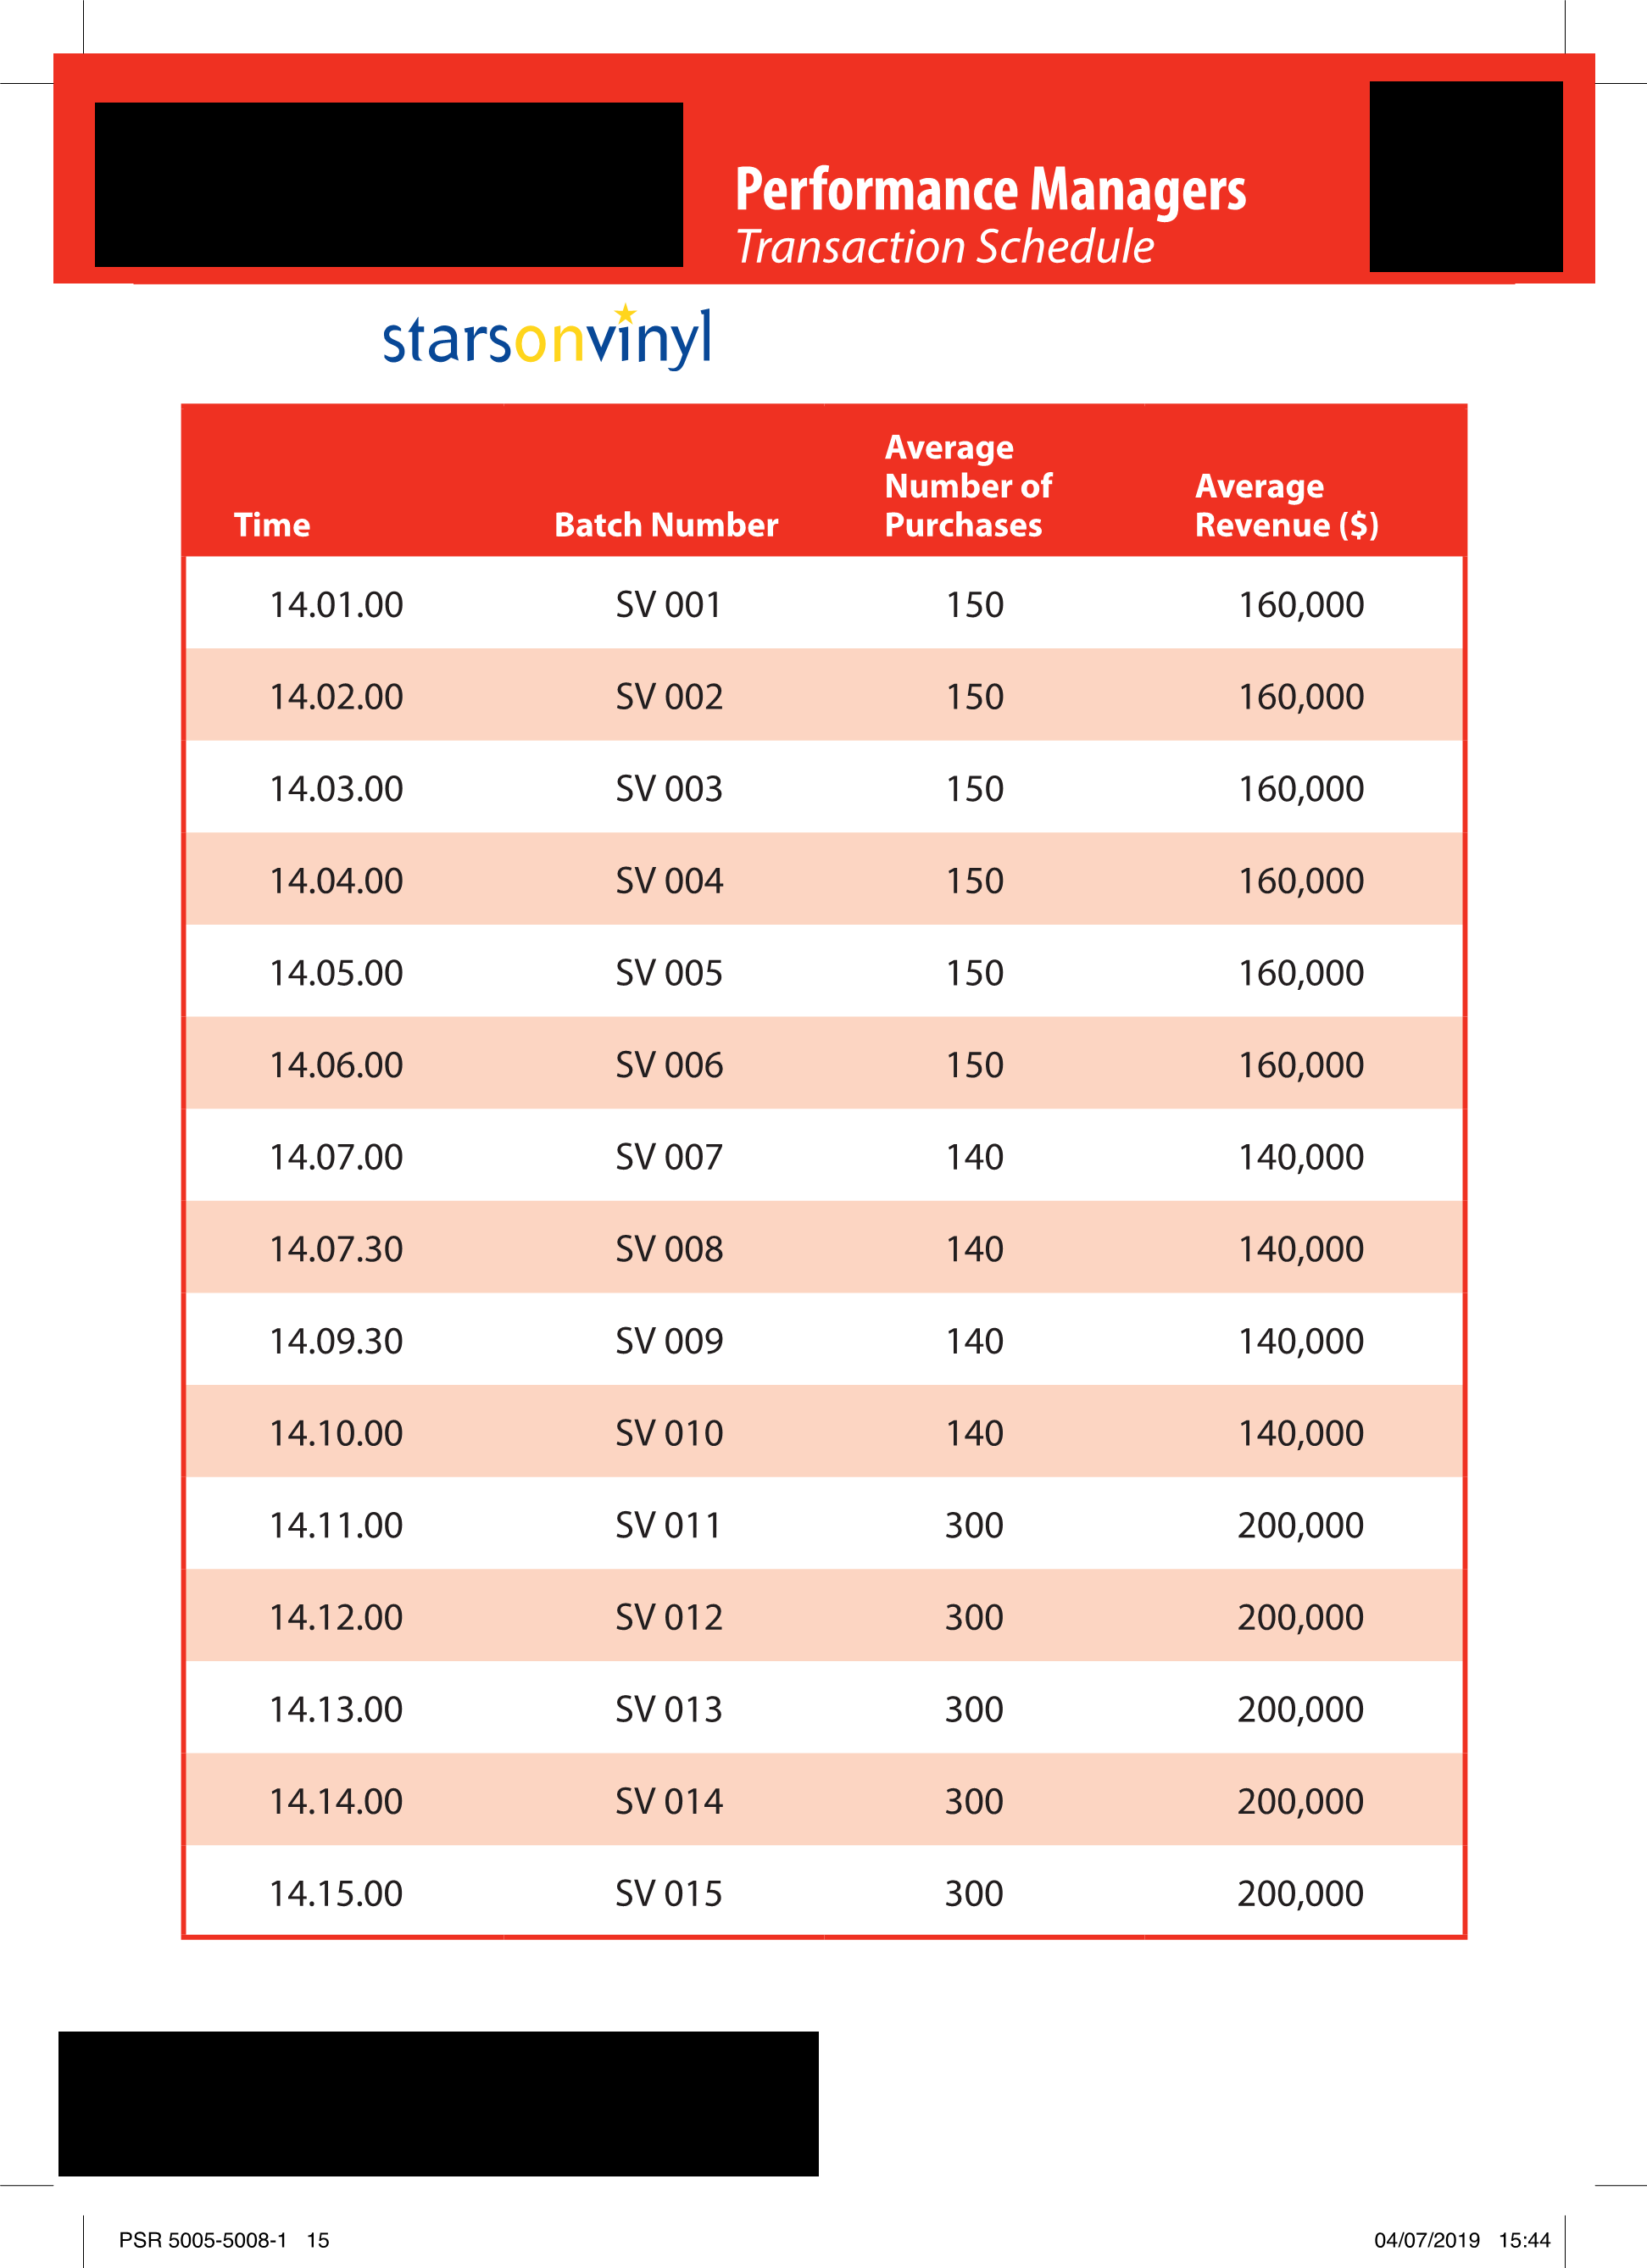 Performance Managers
Transaction Schedule
starsonvinyl
Time Batch Number Average Number of Purchases Average Revenue ($)
14.01.00 SV 001 150 160,000
14.02.00 SV 002 150 160,000
14.03.00 SV 003 150 160,000
14.04.00 SV 004 150 160,000
14.05.00 SV 005 150 160,000
14.06.00 SV 006 150 160,000
14.07.00 SV 007 140 140,000
14.07.30 SV 008 140 140,000
14.09.30 SV 009 140 140,000
14.10.00 SV 010 140 140,000
14.11.00 SV 011 300 200,000
14.12.00 SV 012 300 200,000
14.13.00 SV 013 300 200,000
14.14.00 SV 014 300 200,000
14.15.00 SV 015 300 200,000
PSR 5005-5008-1 15 04/07/2019 15:44